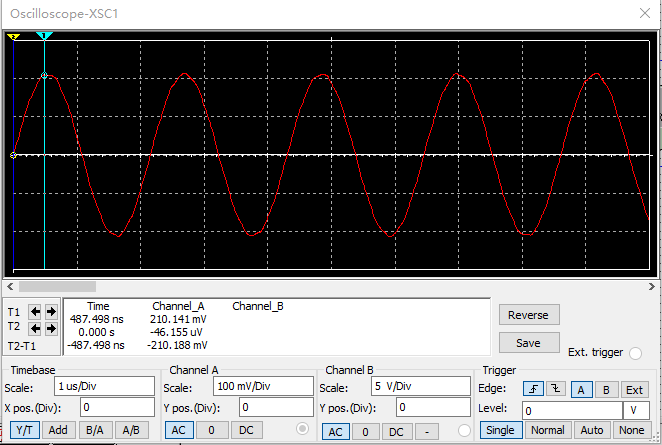 Oscilloscope-XSC1
2 1
Time Channel_A Channel_B
T1 487.498 ns 210.141 mV
T2 0.000 s -46.155 uV
T2-T1 -487.498 ns -210.188 mV
Reverse
Save
Ext. trigger
Timebase
Scale: 1 us/Div
X pos.(Div): 0
Y/T Add B/A A/B
Channel A
Scale: 100 mV/Div
Y pos.(Div): 0
AC 0 DC
Channel B
Scale: 5 V/Div
Y pos.(Div): 0
AC 0 DC -
Trigger
Edge: A B Ext
Level: 0 V
Single Normal Auto None